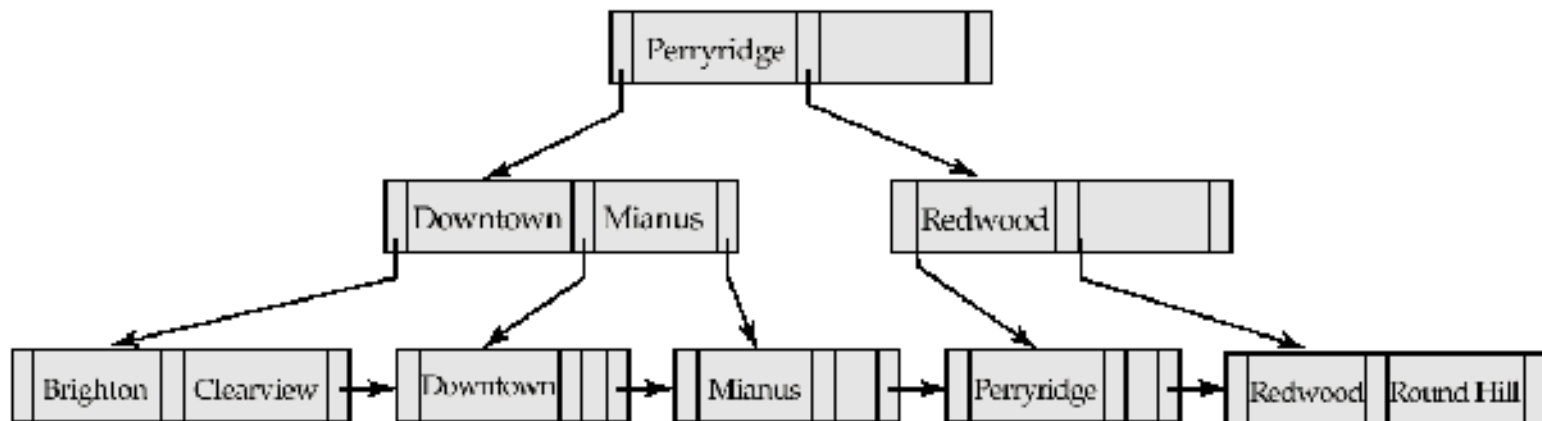 Perryridge
Downtown Mianus Redwood
Brighton Clearview Downtown Mianus Perryridge Redwood Round Hill